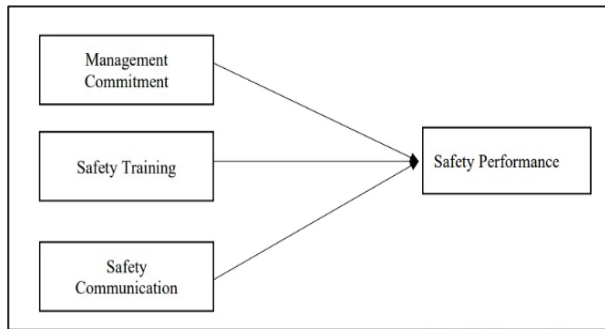 Management
Commitment
Safety Training
Safety Performance
Safety
Communication